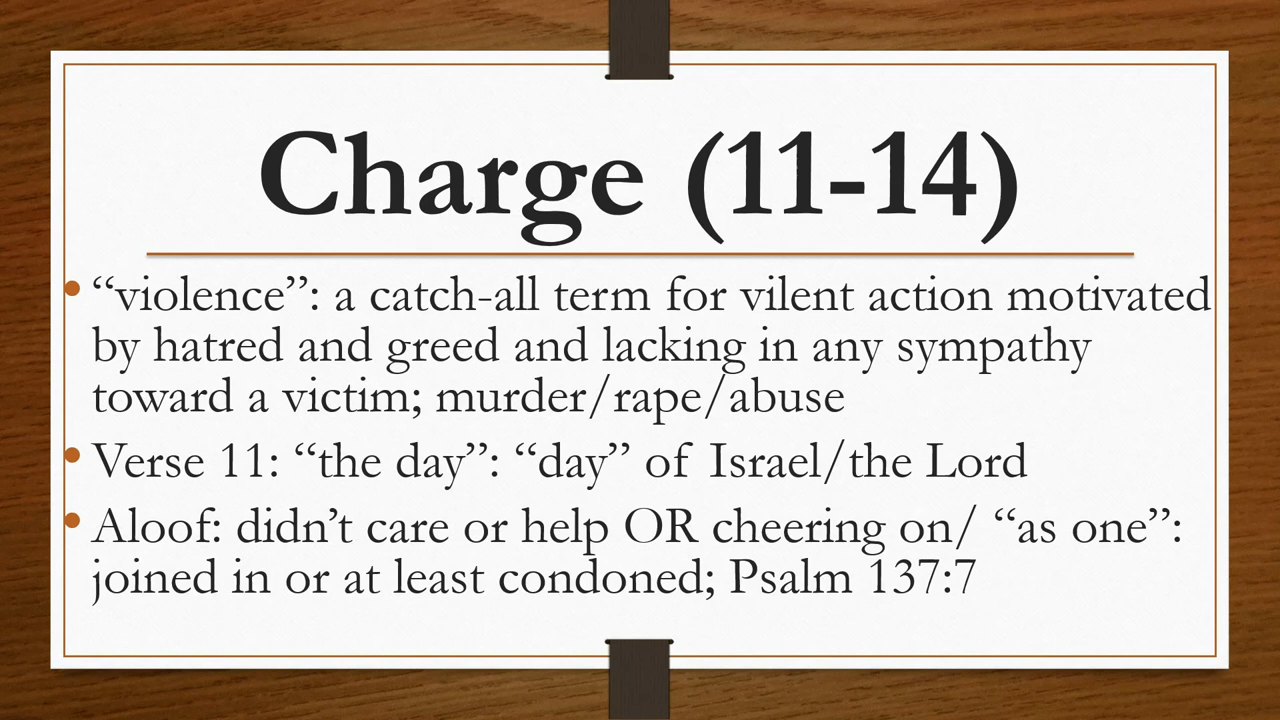 Charge (11-14)
• “violence”: a catch-all term for vilent action motivated
by hatred and greed and lacking in any sympathy
toward a victim; murder/rape/abuse
• Verse 11: “the day”: “day” of Israel/the Lord
• Aloof: didn’t care or help OR cheering on/ “as one”:
joined in or at least condoned; Psalm 137:7